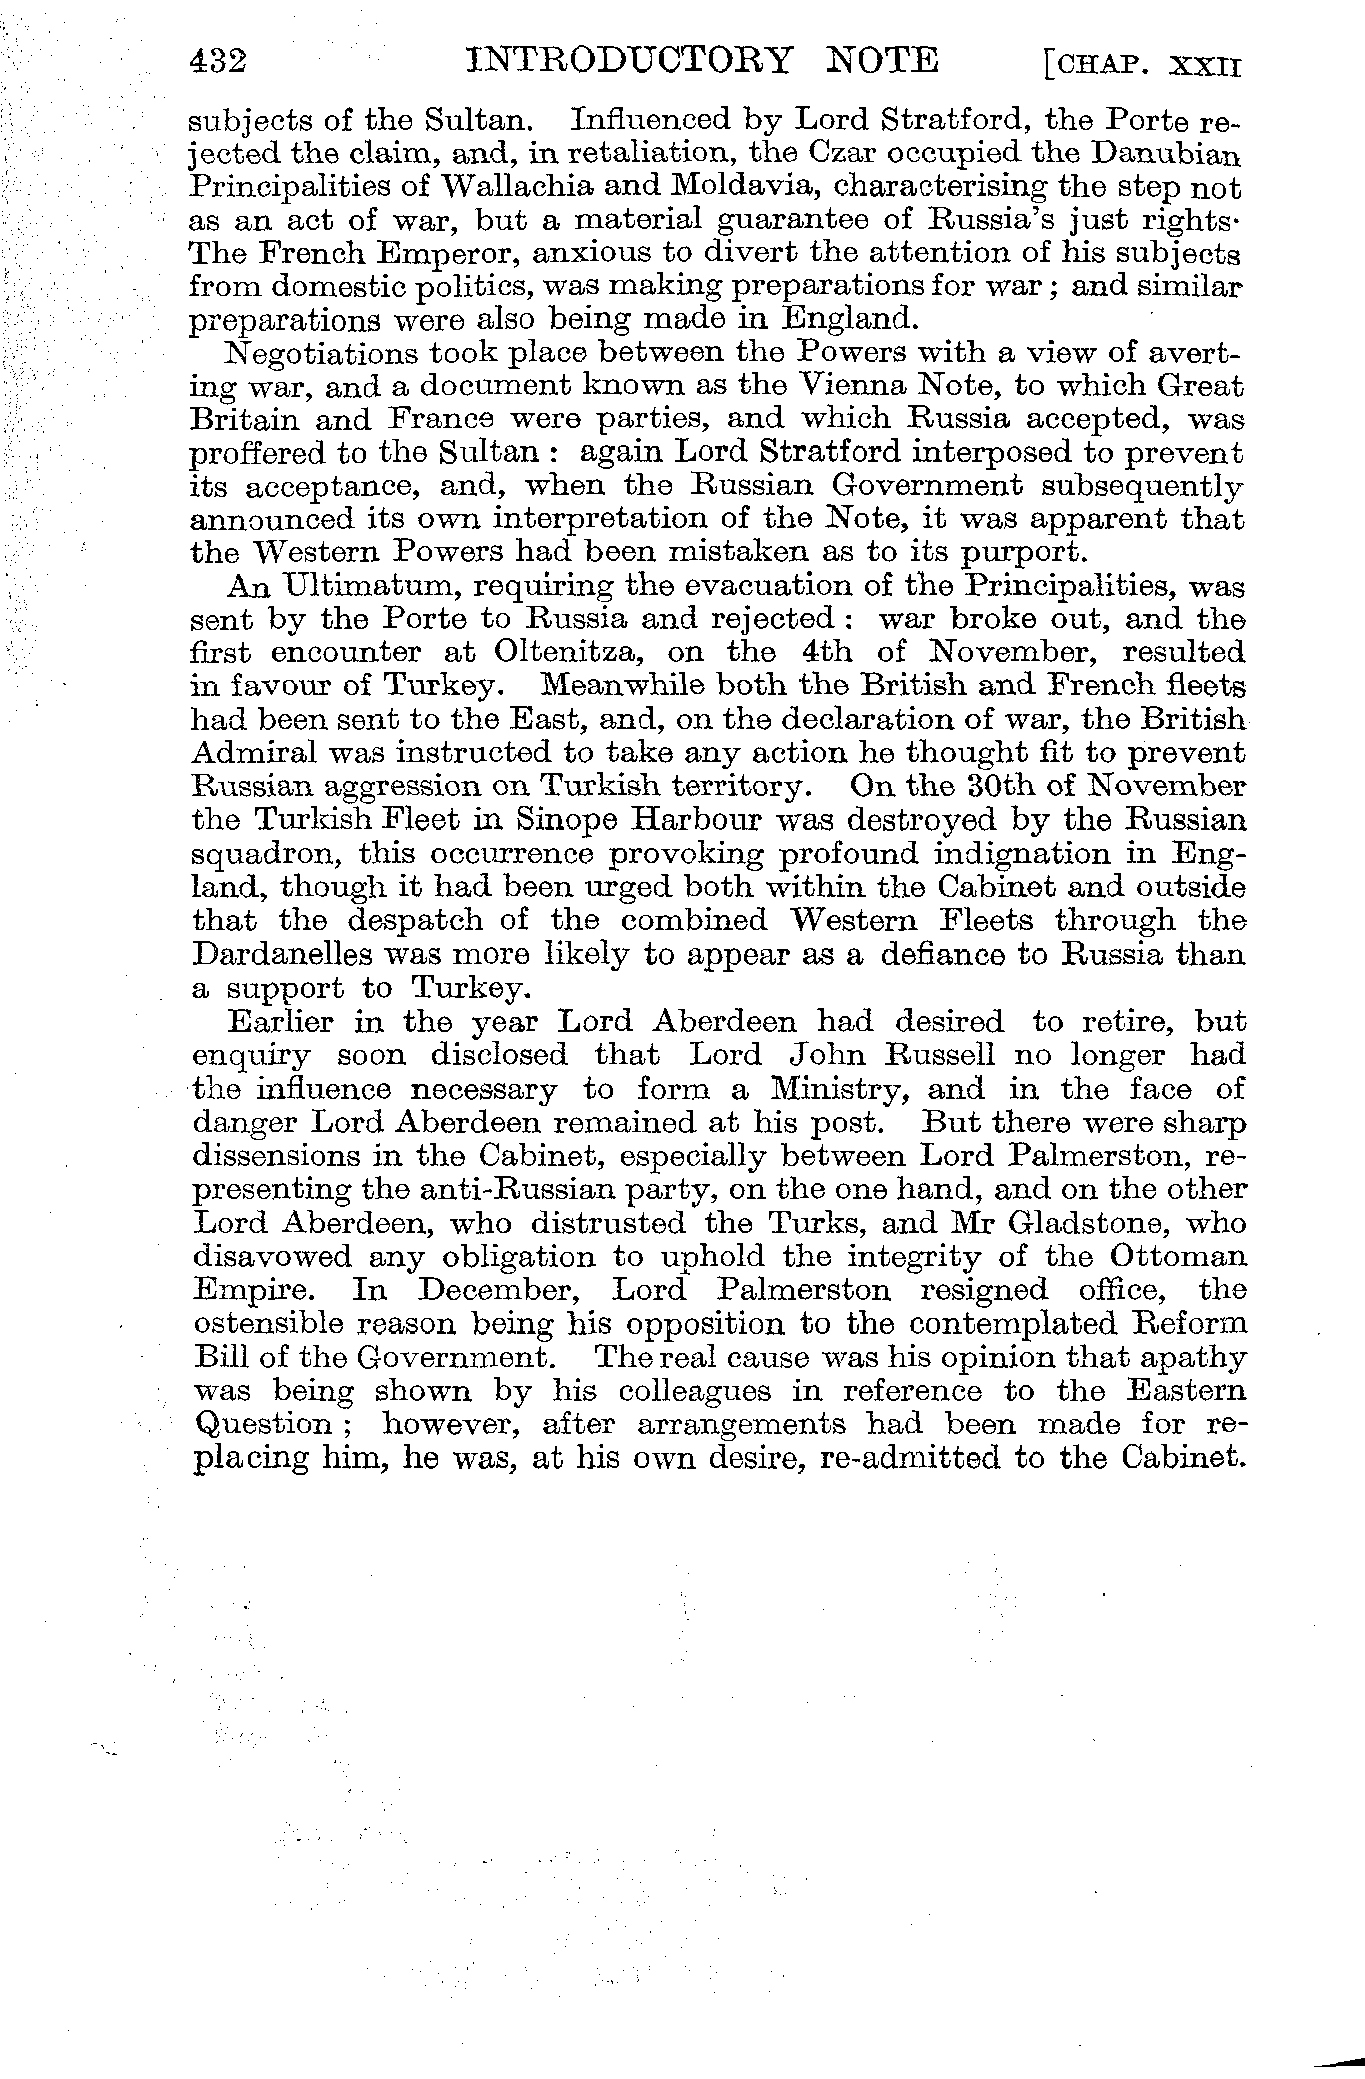 432 INTRODUCTORY NOTE [CHAP. XXII
subjects of the Sultan. Influenced by Lord Stratford, the Porte re-
jected the claim, and, in retaliation, the Czar occupied the Danubian
Principalities of Wallachia and Moldavia, characterising the step not
as an act of war, but a material guarantee of Russia's just rights·
The French Emperor, anxious to divert the attention of his subjects
from domestic politics, was making preparations for war ; and similar
preparations were also being made in England.
Negotiations took place between the Powers with a view of avert-
ing war, and a document known as the Vienna Note, to which Great
Britain and France were parties, and which Russia accepted, was
proffered to the Sultan : again Lord Stratford interposed to prevent
its acceptance, and, when the Russian Government subsequently
announced its own interpretation of the Note, it was apparent that
the Western Powers had been mistaken as to its purport.
An Ultimatum, requiring the evacuation of the Principalities, was
sent by the Porte to Russia and rejected : war broke out, and the
first encounter at Oltenitza, on the 4th of November, resulted
in favour of Turkey. Meanwhile both the British and French fleets
had been sent to the East, and, on the declaration of war, the British
Admiral was instructed to take any action he thought fit to prevent
Russian aggression on Turkish territory. On the 30th of November
the Turkish Fleet in Sinope Harbour was destroyed by the Russian
squadron, this occurrence provoking profound indignation in Eng-
land, though it had been urged both within the Cabinet and outside
that the despatch of the combined Western Fleets through the
Dardanelles was more likely to appear as a defiance to Russia than
a support to Turkey.
Earlier in the year Lord Aberdeen had desired to retire, but
enquiry soon disclosed that Lord John Russell no longer had
the influence necessary to form a Ministry, and in the face of
danger Lord Aberdeen remained at his post. But there were sharp
dissensions in the Cabinet, especially between Lord Palmerston, re-
presenting the anti-Russian party, on the one hand, and on the other
Lord Aberdeen, who distrusted the Turks, and Mr Gladstone, who
disavowed any obligation to uphold the integrity of the Ottoman
Empire. In December, Lord Palmerston resigned office, the
ostensible reason being his opposition to the contemplated Reform
Bill of the Government. The real cause was his opinion that apathy
was being shown by his colleagues in reference to the Eastern
Question ; however, after arrangements had been made for re-
placing him, he was, at his own desire, re-admitted to the Cabinet.